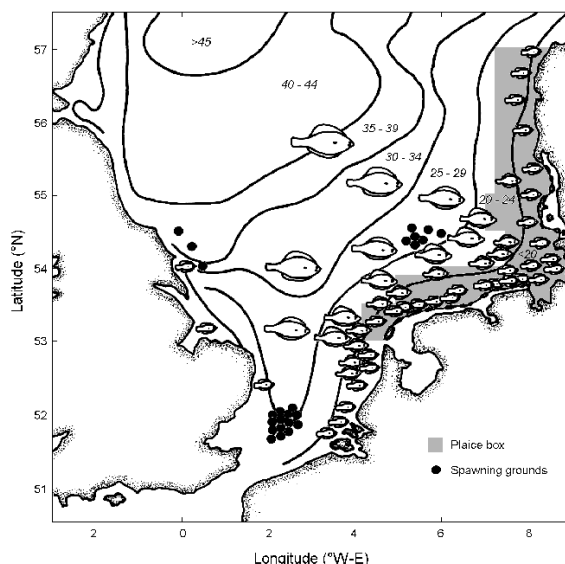 57
56
55
54
53
52
51
Latitude (°N)
>45
40 - 44
35 - 39
30 - 34
25 - 29
20 - 24
<20
Plaice box
Spawning grounds
2
0
2
4
6
8
Longitude (°W-E)